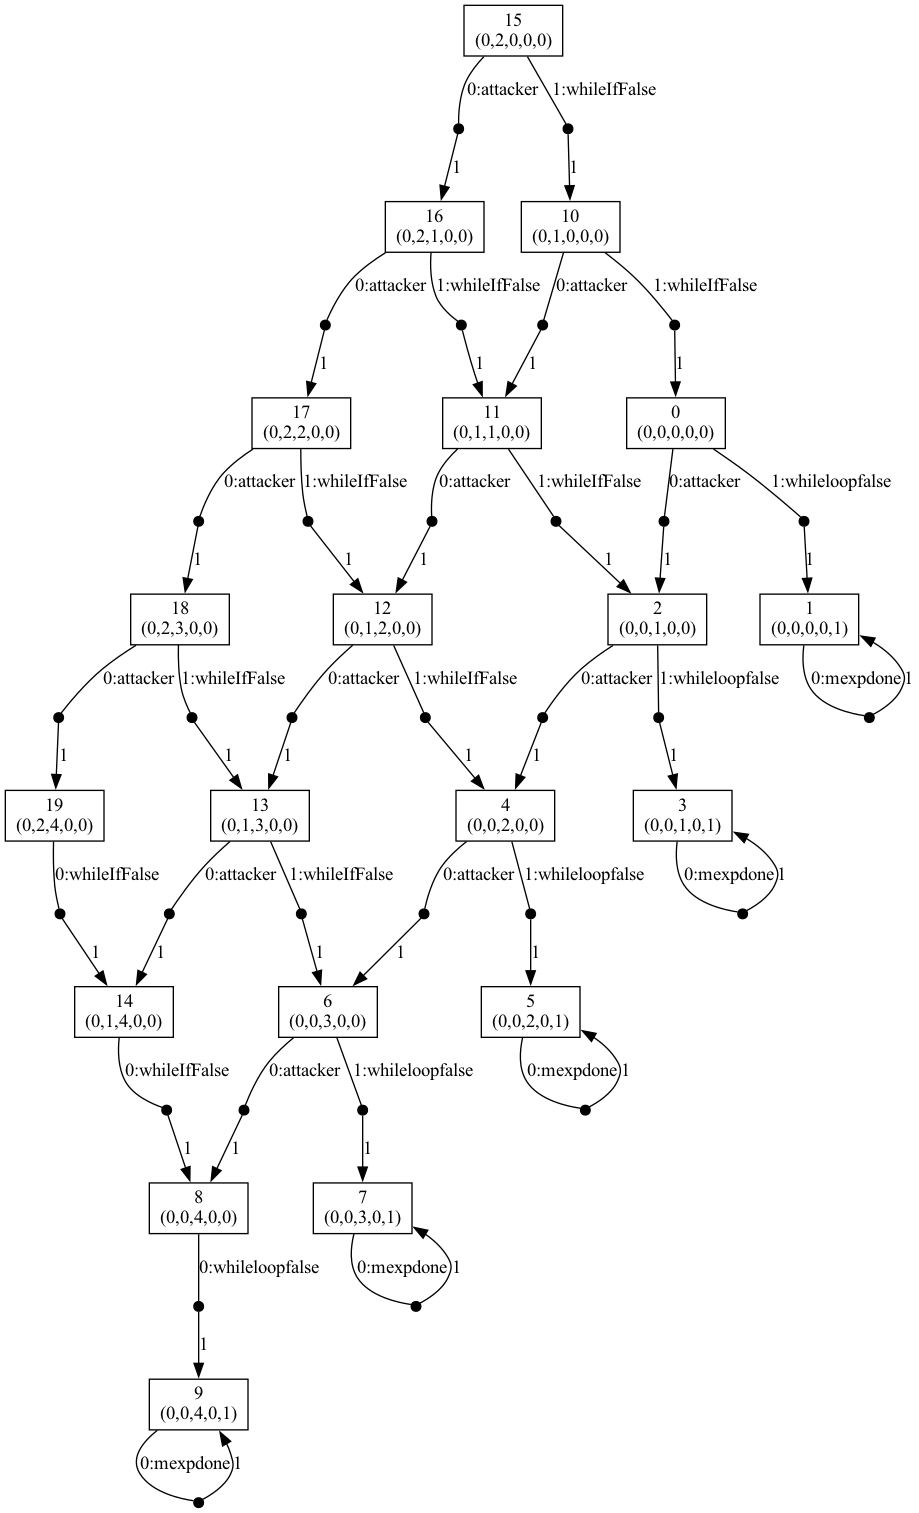 15
(0,2,0,0,0)
0:attacker 1:whileIfFalse
1 1
16 10
(0,2,1,0,0) (0,1,0,0,0)
0:attacker 1:whileIfFalse 0:attacker 1:whileIfFalse
1 1 1 1
17 11 0
(0,2,2,0,0) (0,1,1,0,0) (0,0,0,0,0)
0:attacker 1:whileIfFalse 0:attacker 1:whileIfFalse 0:attacker 1:whileloopfalse
1 1 1 1 1 1
18 12 2 1
(0,2,3,0,0) (0,1,2,0,0) (0,0,1,0,0) (0,0,0,0,1)
0:attacker 1:whileIfFalse 0:attacker 1:whileIfFalse 0:attacker 1:whileloopfalse 0:mexpdone 1
1 1 1 1 1 1
19 13 4 3
(0,2,4,0,0) (0,1,3,0,0) (0,0,2,0,0) (0,0,1,0,1)
0:whileIfFalse 0:attacker 1:whileIfFalse 0:attacker 1:whileloopfalse 0:mexpdone 1
1 1 1 1 1
14 6 5
(0,1,4,0,0) (0,0,3,0,0) (0,0,2,0,1)
0:whileIfFalse 0:attacker 1:whileloopfalse 0:mexpdone 1
1 1 1
8 7
(0,0,4,0,0) (0,0,3,0,1)
0:whileloopfalse 0:mexpdone 1
1
9
(0,0,4,0,1)
0:mexpdone 1